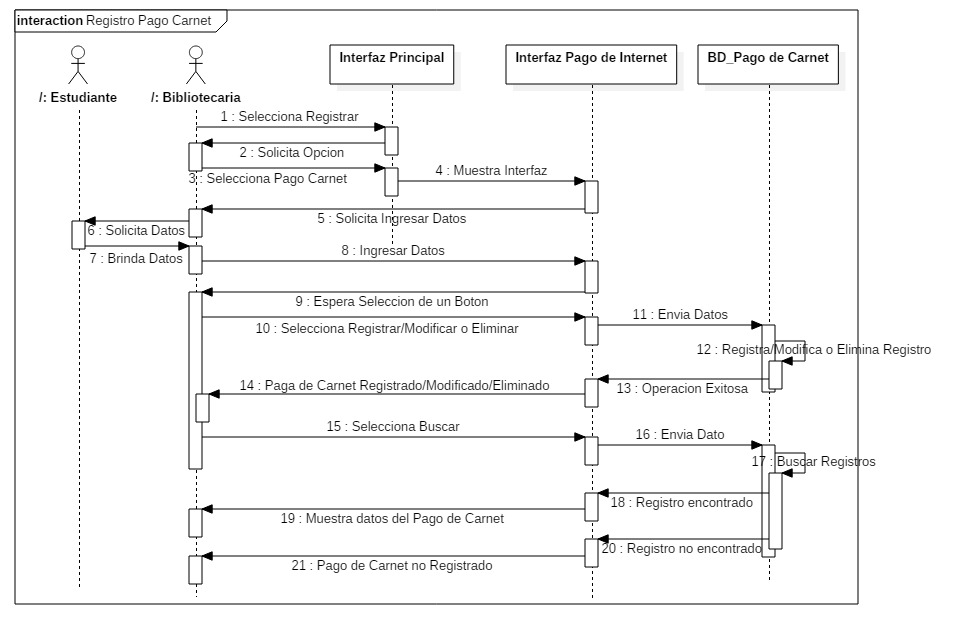 interaction Registro Pago Carnet
Interfaz Principal
Interfaz Pago de Internet
BD_Pago de Carnet
/: Estudiante
/: Bibliotecaria
1 : Selecciona Registrar
2 : Solicita Opcion
3 : Selecciona Pago Carnet
4 : Muestra Interfaz
5 : Solicita Ingresar Datos
6 : Solicita Datos
7 : Brinda Datos
8 : Ingresar Datos
9 : Espera Seleccion de un Boton
10 : Selecciona Registrar/Modificar o Eliminar
11 : Envia Datos
12 : Registra/Modifica o Elimina Registro
13 : Operacion Exitosa
14 : Paga de Carnet Registrado/Modificado/Eliminado
15 : Selecciona Buscar
16 : Envia Dato
17 : Buscar Registros
18 : Registro encontrado
19 : Muestra datos del Pago de Carnet
20 : Registro no encontrado
21 : Pago de Carnet no Registrado